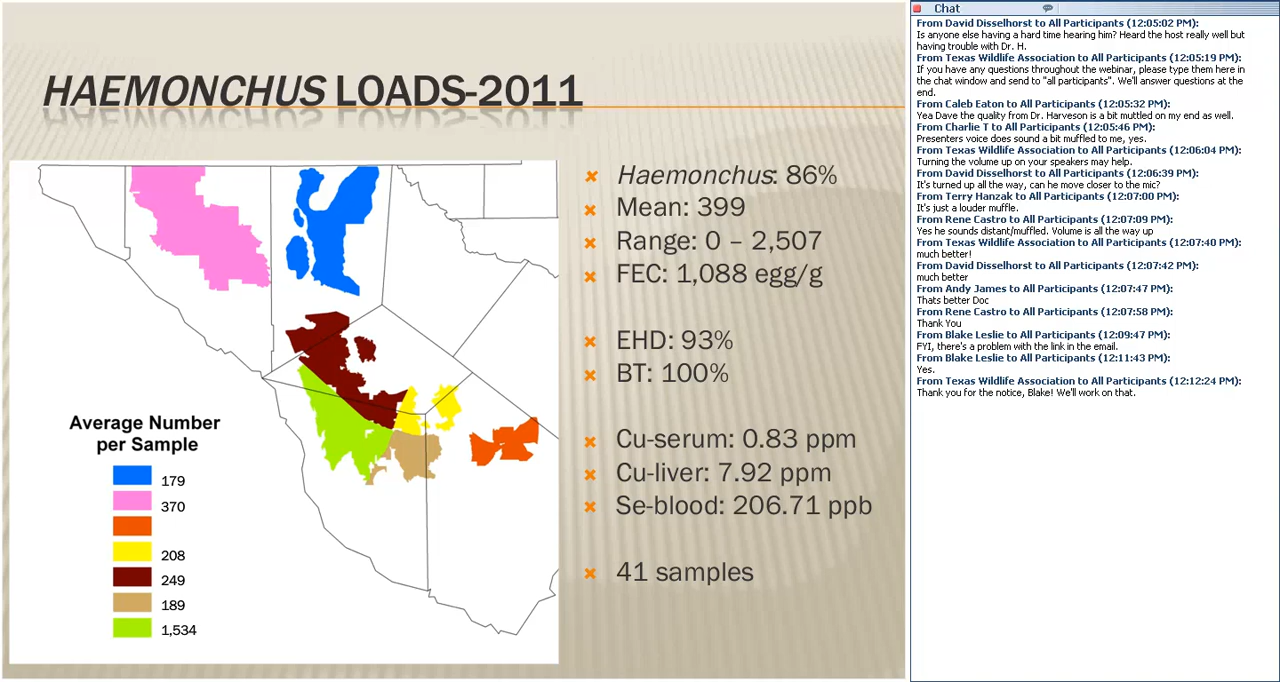 HAEMONCHUS LOADS-2011
Average Number
per Sample
179
370
208
249
189
1,534
Haemonchus: 86%
Mean: 399
Range: 0 – 2,507
FEC: 1,088 egg/g
EHD: 93%
BT: 100%
Cu-serum: 0.83 ppm
Cu-liver: 7.92 ppm
Se-blood: 206.71 ppb
41 samples
Chat
From David Disselhorst to All Participants (12:05:02 PM):
Is anyone else having a hard time hearing him? Heard the host really well but
having trouble with Dr. H.
From Texas Wildlife Association to All Participants (12:05:19 PM):
If you have any questions throughout the webinar, please type them here in
the chat window and send to "all participants". We'll answer questions at the
end.
From Caleb Eaton to All Participants (12:05:32 PM):
Yea Dave the quality from Dr. Harveson is a bit muttled on my end as well.
From Charlie T to All Participants (12:05:46 PM):
Presenters voice does sound a bit muffled to me, yes.
From Texas Wildlife Association to All Participants (12:06:04 PM):
Turning the volume up on your speakers may help.
From David Disselhorst to All Participants (12:06:39 PM):
It's turned up all the way, can he move closer to the mic?
From Terry Hanzak to All Participants (12:07:00 PM):
It's just a louder muffle.
From Rene Castro to All Participants (12:07:09 PM):
Yes he sounds distant/muffled. Volume is all the way up
From Texas Wildlife Association to All Participants (12:07:40 PM):
much better!
From David Disselhorst to All Participants (12:07:42 PM):
much better
From Andy James to All Participants (12:07:47 PM):
Thats better Doc
From Rene Castro to All Participants (12:07:58 PM):
Thank You
From Blake Leslie to All Participants (12:09:47 PM):
FYI, there's a problem with the link in the email.
From Blake Leslie to All Participants (12:11:43 PM):
Yes.
From Texas Wildlife Association to All Participants (12:12:24 PM):
Thank you for the notice, Blake! We'll work on that.